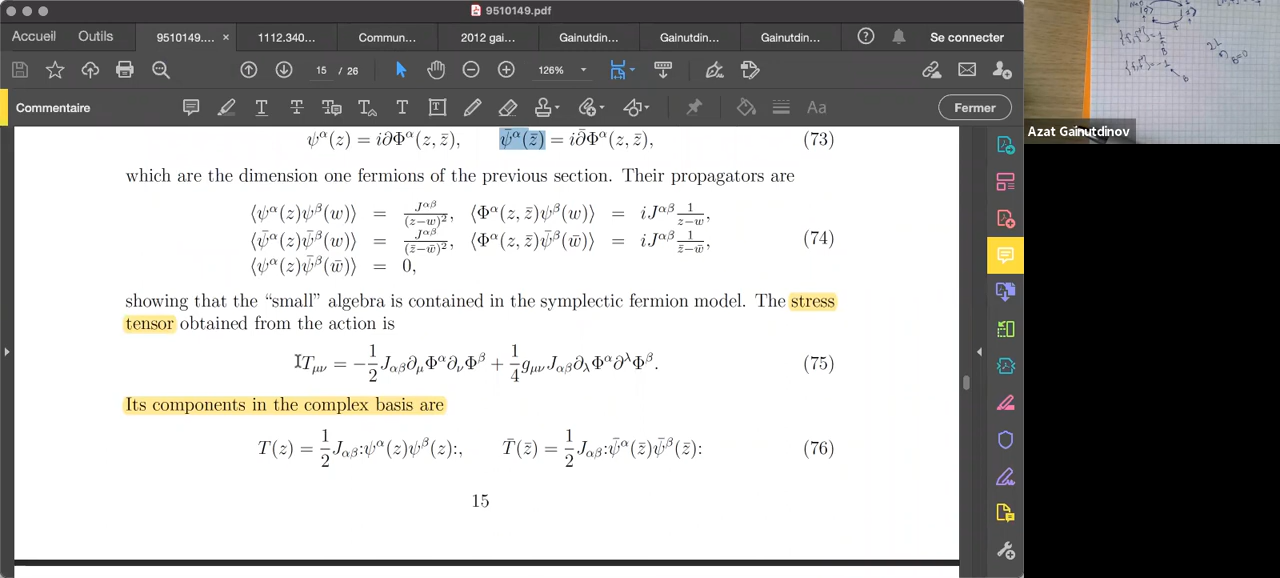 9510149.pdf
Accueil Outils 9510149.... × 1112.340... Commun... 2012 gai... Gainutdin... Gainutdin... Gainutdin... Se connecter
15 / 26 126%
Commentaire Fermer
ψ^α(z) = i∂Φ^α(z, z̄), ψ̄^α(z̄) = i∂̄Φ^α(z, z̄), (73)
which are the dimension one fermions of the previous section. Their propagators are
⟨ψ^α(z)ψ^β(w)⟩ = J^{αβ}/(z−w)^2, ⟨Φ^α(z, z̄)ψ^β(w)⟩ = iJ^{αβ} 1/(z−w),
⟨ψ̄^α(z̄)ψ̄^β(w̄)⟩ = J^{αβ}/(z̄−w̄)^2, ⟨Φ^α(z, z̄)ψ̄^β(w̄)⟩ = iJ^{αβ} 1/(z̄−w̄), (74)
⟨ψ^α(z)ψ̄^β(w̄)⟩ = 0,
showing that the “small” algebra is contained in the symplectic fermion model. The stress
tensor obtained from the action is
T_{μν} = −1/2 J_{αβ}∂_μΦ^α∂_νΦ^β + 1/4 g_{μν}J_{αβ}∂_λΦ^α∂^λΦ^β. (75)
Its components in the complex basis are
T(z) = 1/2 J_{αβ}:ψ^α(z)ψ^β(z):, T̄(z̄) = 1/2 J_{αβ}:ψ̄^α(z̄)ψ̄^β(z̄): (76)
15
Azat Gainutdinov